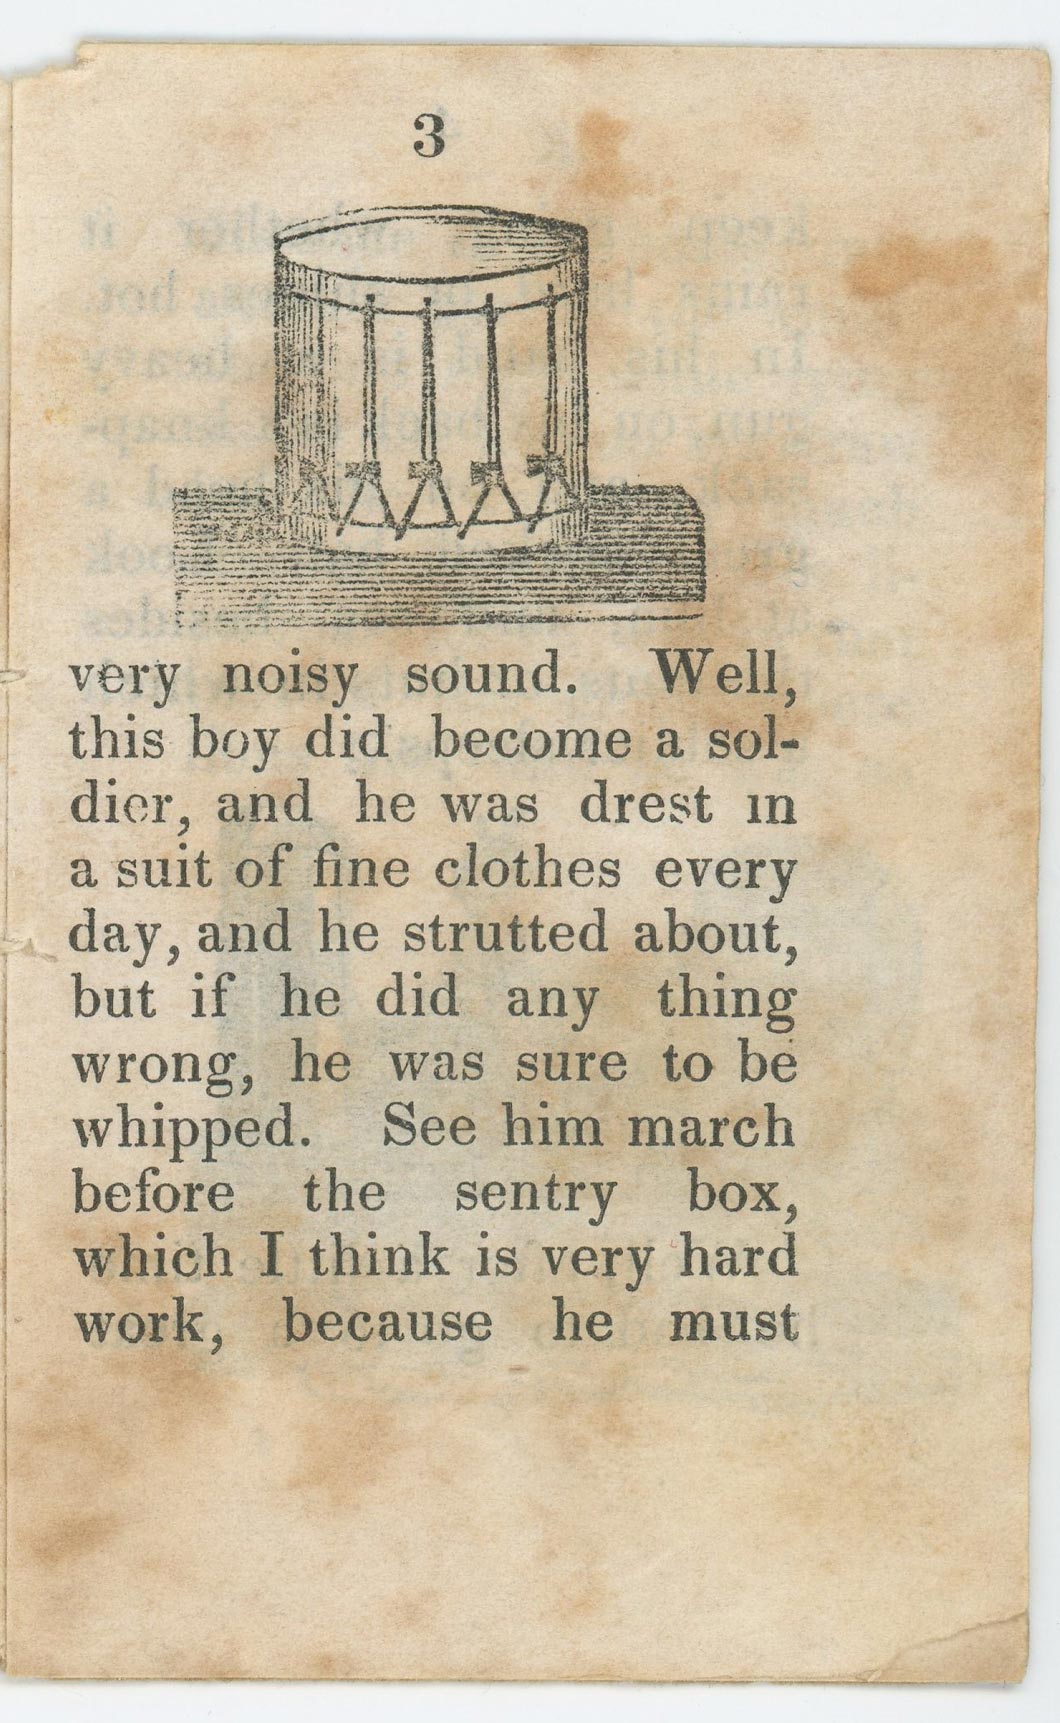 3
very noisy sound. Well,
this boy did become a sol-
dier, and he was drest in
a suit of fine clothes every
day, and he strutted about,
but if he did any thing
wrong, he was sure to be
whipped. See him march
before the sentry box,
which I think is very hard
work, because he must